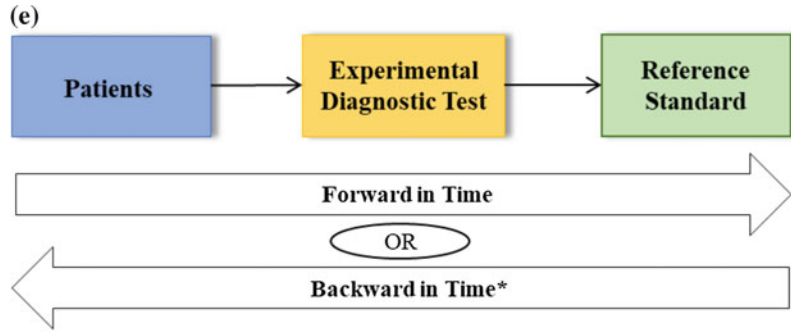 (e)
Patients
Experimental
Diagnostic Test
Reference
Standard
Forward in Time
OR
Backward in Time*